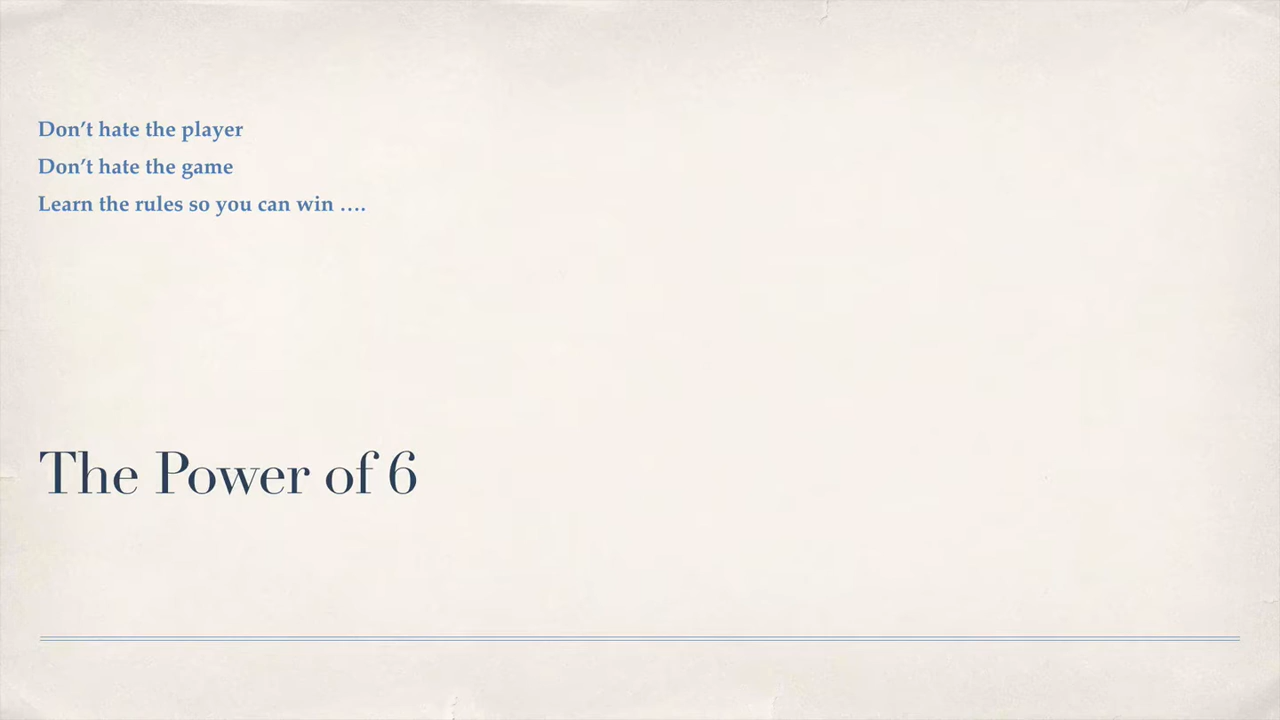 Don’t hate the player
Don’t hate the game
Learn the rules so you can win ….
The Power of 6